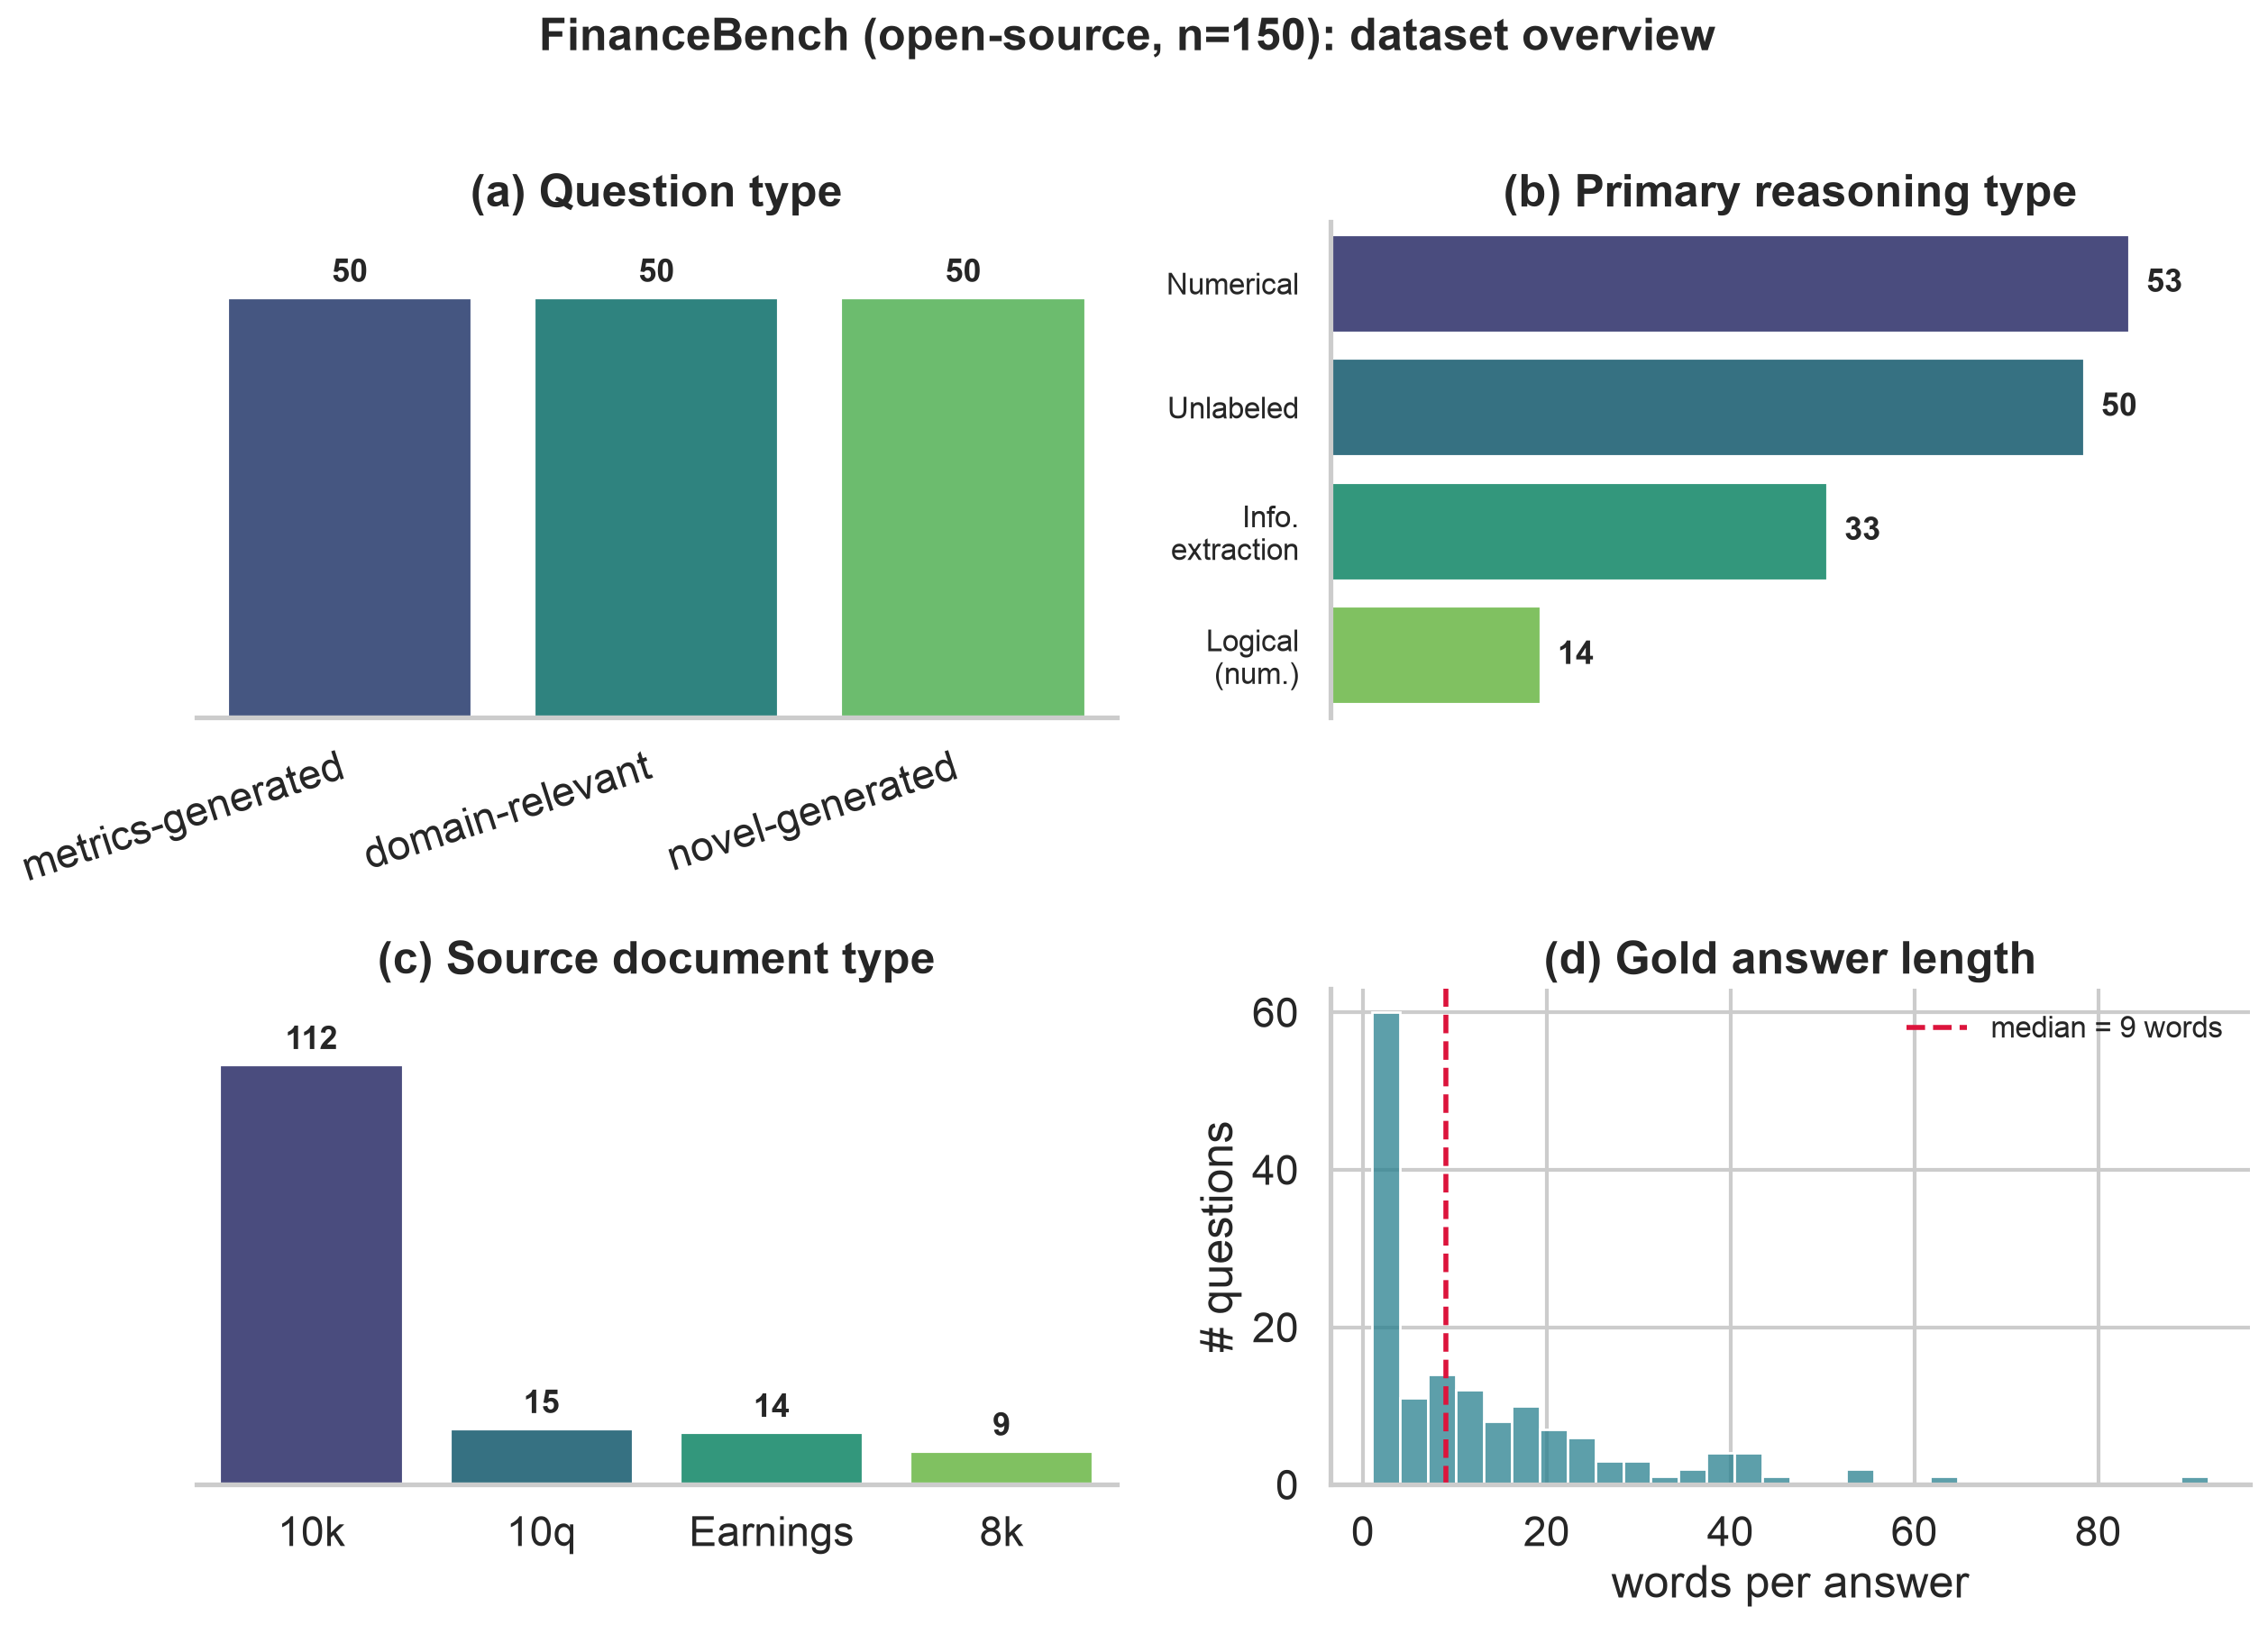 FinanceBench (open-source, n=150): dataset overview
(a) Question type
50
50
50
metrics-generated
domain-relevant
novel-generated
(b) Primary reasoning type
Numerical
53
Unlabeled
50
Info.
extraction
33
Logical
(num.)
14
(c) Source document type
112
15
14
9
10k
10q
Earnings
8k
(d) Gold answer length
median = 9 words
# questions
60
40
20
0
0
20
40
60
80
words per answer